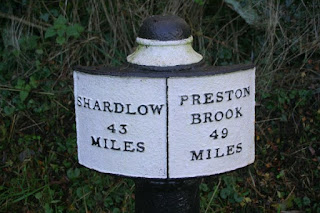 SHARDLOW
43
MILES
PRESTON
BROOK
49
MILES